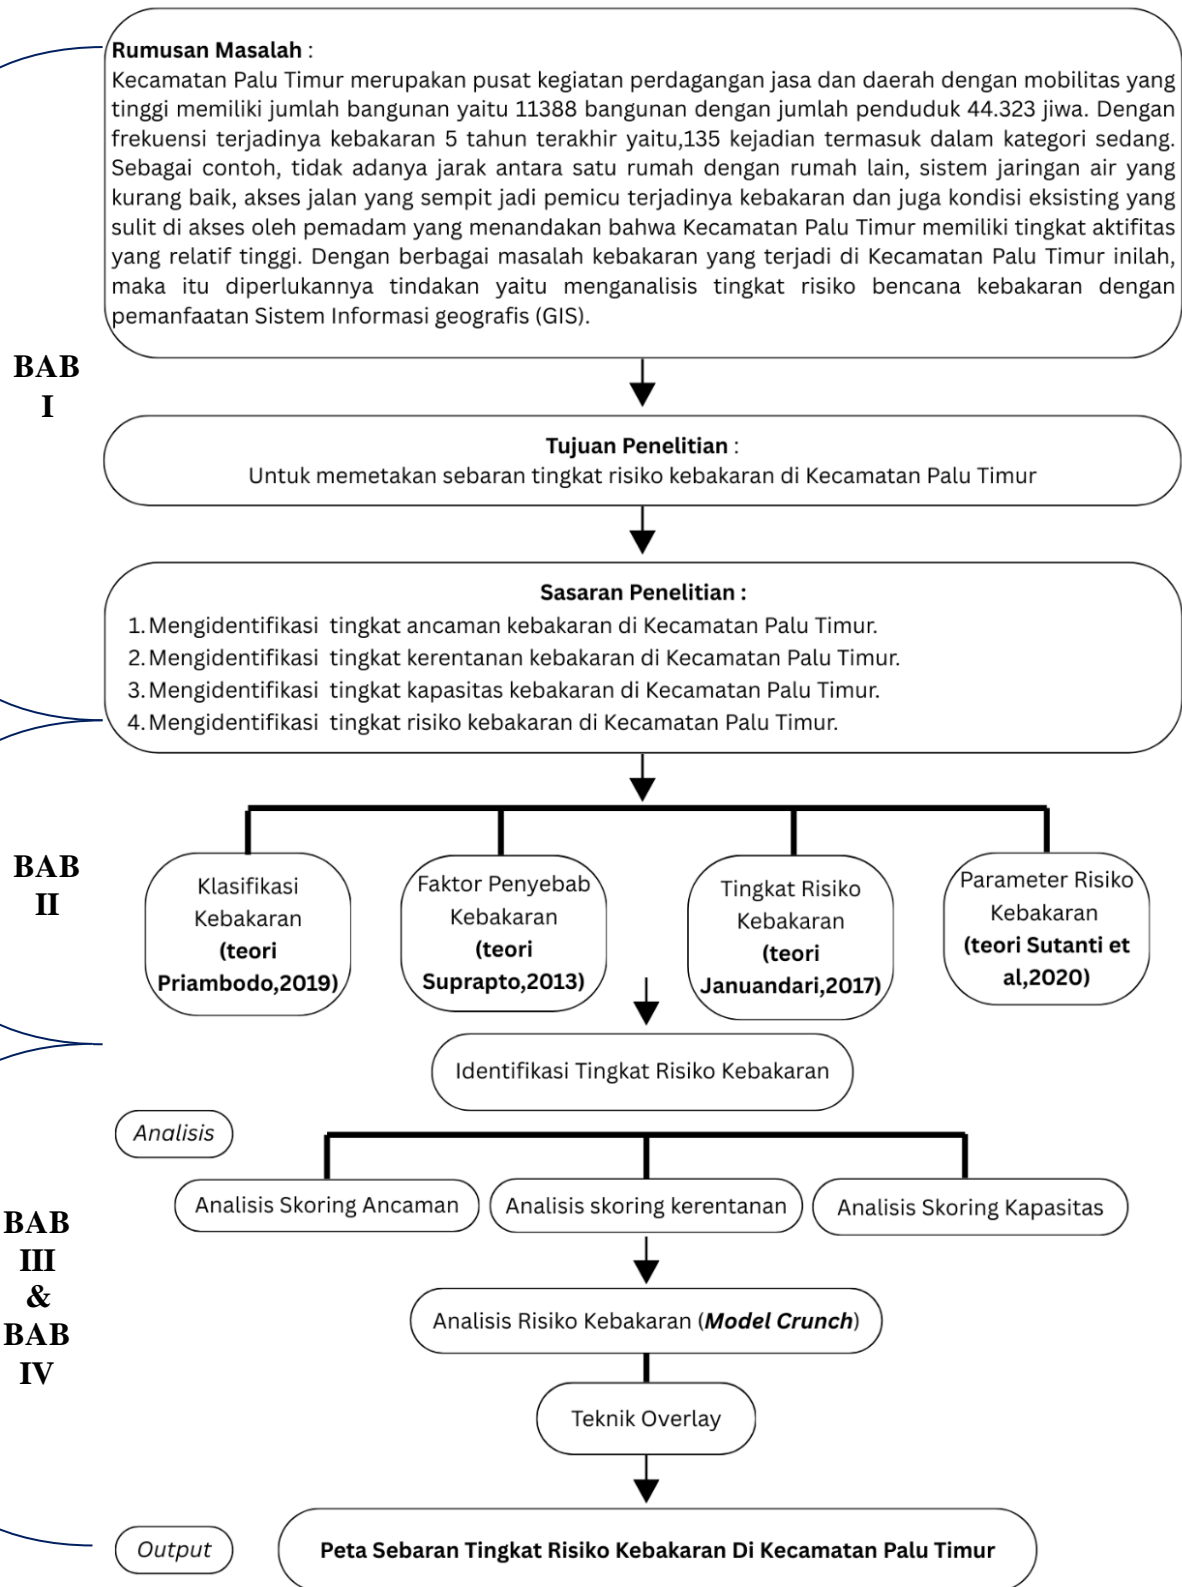 Rumusan Masalah :
Kecamatan Palu Timur merupakan pusat kegiatan perdagangan jasa dan daerah dengan mobilitas yang
tinggi memiliki jumlah bangunan yaitu 11388 bangunan dengan jumlah penduduk 44.323 jiwa. Dengan
frekuensi terjadinya kebakaran 5 tahun terakhir yaitu,135 kejadian termasuk dalam kategori sedang.
Sebagai contoh, tidak adanya jarak antara satu rumah dengan rumah lain, sistem jaringan air yang
kurang baik, akses jalan yang sempit jadi pemicu terjadinya kebakaran dan juga kondisi eksisting yang
sulit di akses oleh pemadam yang menandakan bahwa Kecamatan Palu Timur memiliki tingkat aktifitas
yang relatif tinggi. Dengan berbagai masalah kebakaran yang terjadi di Kecamatan Palu Timur inilah,
maka itu diperlukannya tindakan yaitu menganalisis tingkat risiko bencana kebakaran dengan
pemanfaatan Sistem Informasi geografis (GIS).
BAB
I
Tujuan Penelitian :
Untuk memetakan sebaran tingkat risiko kebakaran di Kecamatan Palu Timur
Sasaran Penelitian :
1. Mengidentifikasi tingkat ancaman kebakaran di Kecamatan Palu Timur.
2. Mengidentifikasi tingkat kerentanan kebakaran di Kecamatan Palu Timur.
3. Mengidentifikasi tingkat kapasitas kebakaran di Kecamatan Palu Timur.
4. Mengidentifikasi tingkat risiko kebakaran di Kecamatan Palu Timur.
BAB
II
Klasifikasi
Kebakaran
(teori
Priambodo,2019)
Faktor Penyebab
Kebakaran
(teori
Suprapto,2013)
Tingkat Risiko
Kebakaran
(teori
Januandari,2017)
Parameter Risiko
Kebakaran
(teori Sutanti et
al,2020)
Identifikasi Tingkat Risiko Kebakaran
Analisis
BAB
III
&
BAB
IV
Analisis Skoring Ancaman
Analisis skoring kerentanan
Analisis Skoring Kapasitas
Analisis Risiko Kebakaran (Model Crunch)
Teknik Overlay
Output
Peta Sebaran Tingkat Risiko Kebakaran Di Kecamatan Palu Timur